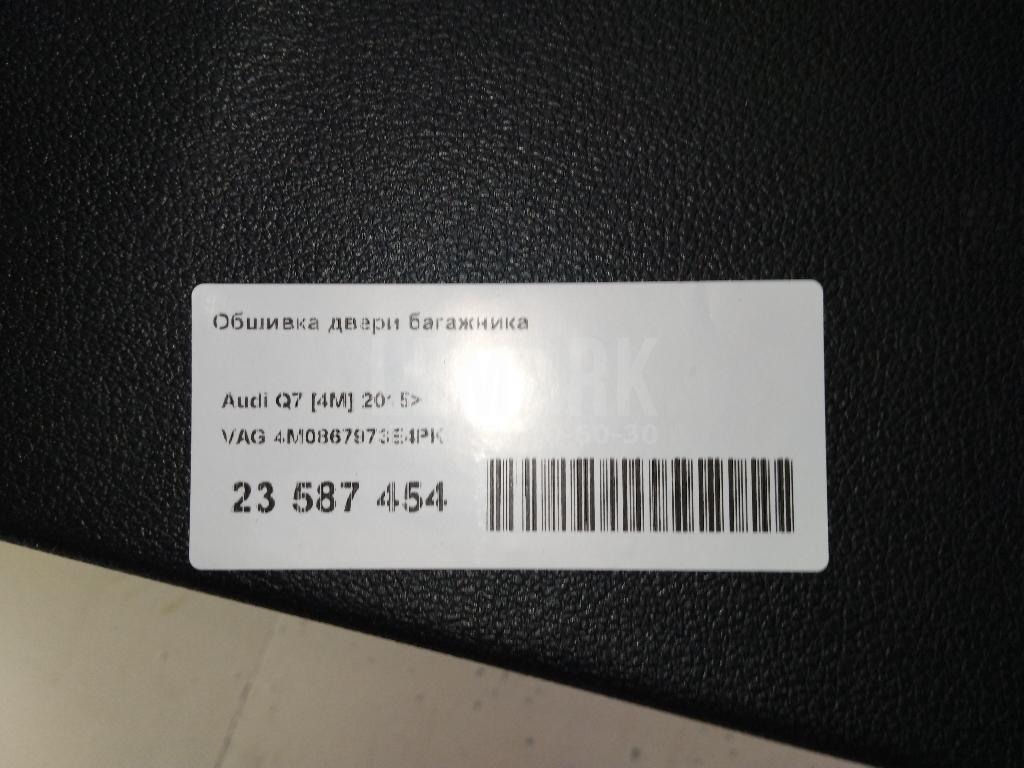 Обшивка двери багажника
Audi Q7 [4M] 2015>
VAG 4M0867973E4PK
23 587 454